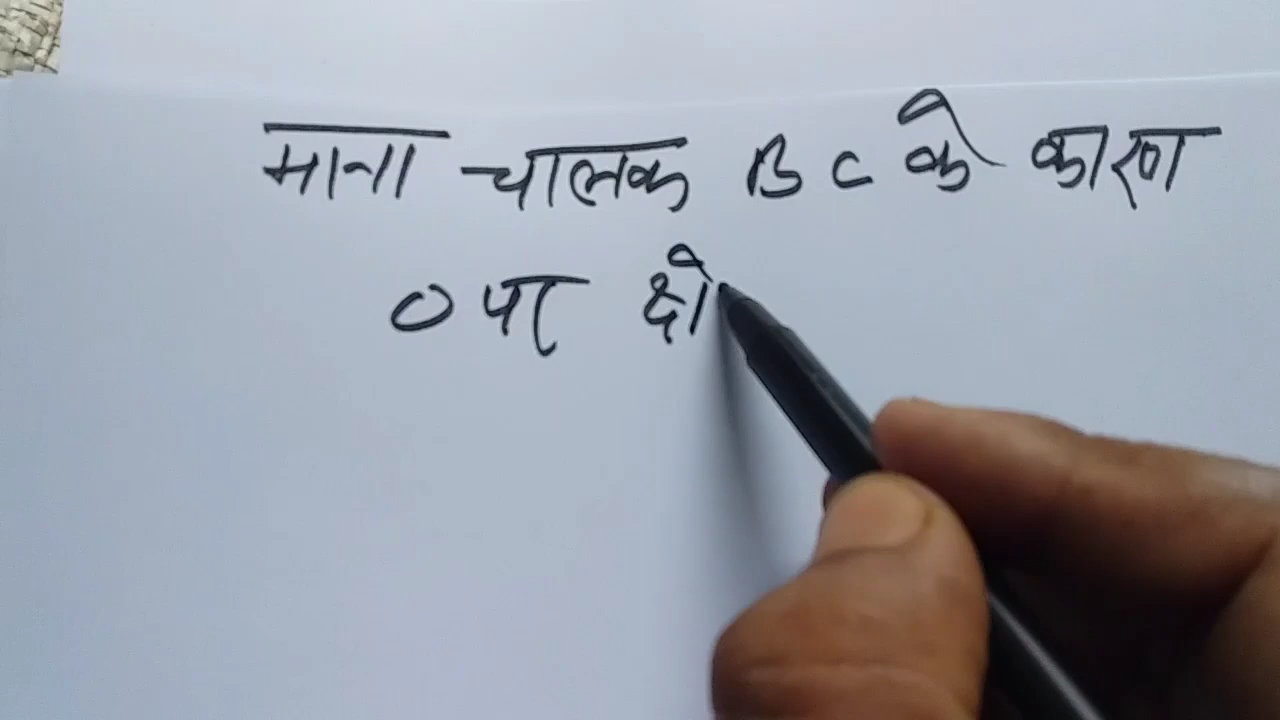 माना चालक BC के कारण
O पर क्षे